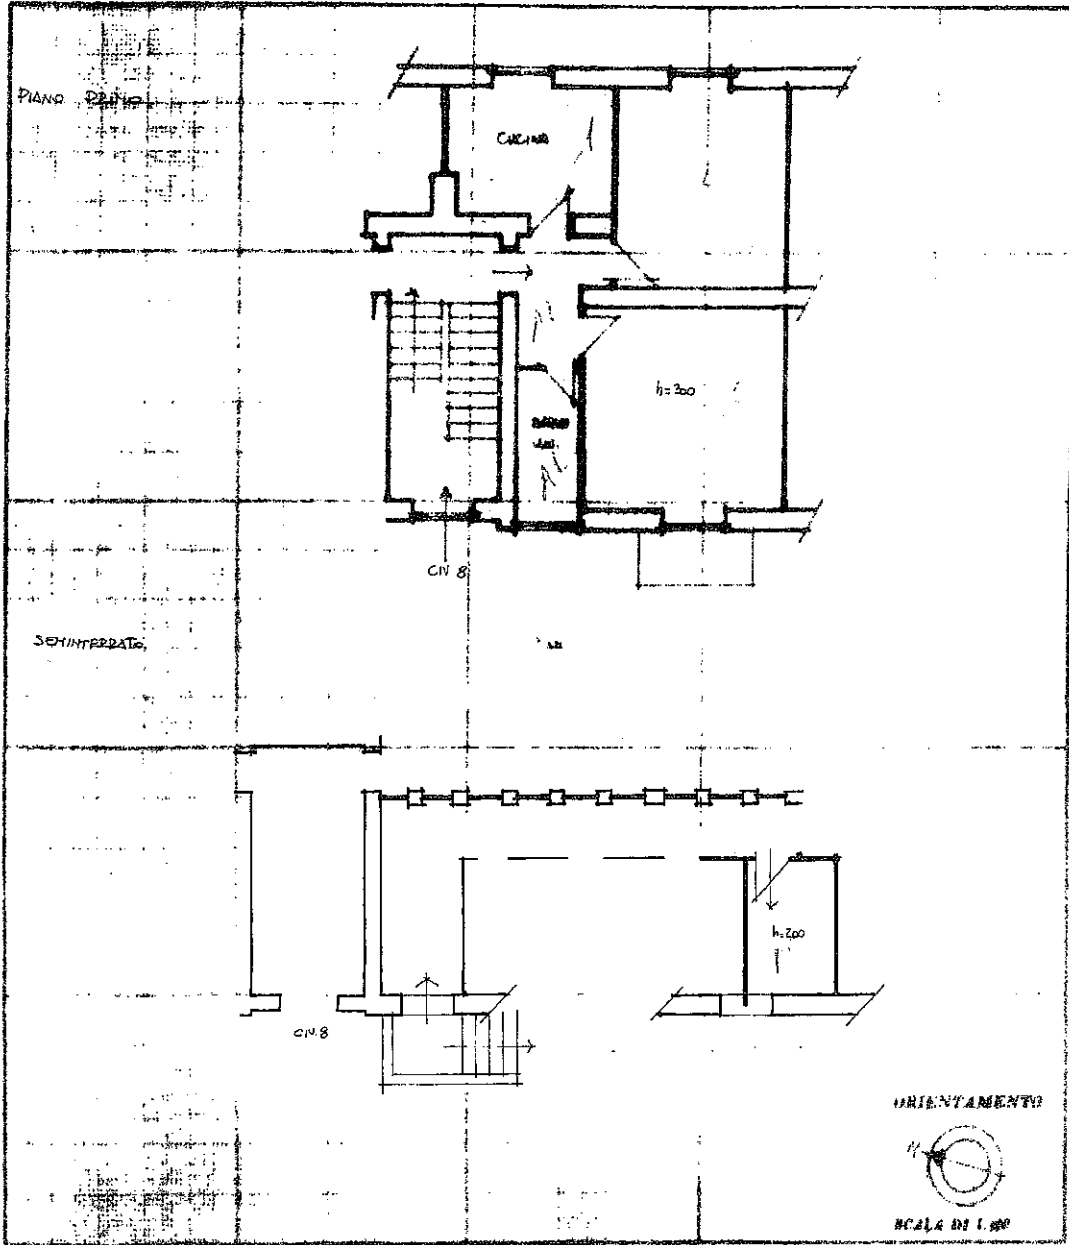 PIANO PRIMO
CUCINA
h=300
BAGNO
CIV 8
SEMINTERRATO
h=200
CIV.8
ORIENTAMENTO
N
SCALA DI 1: